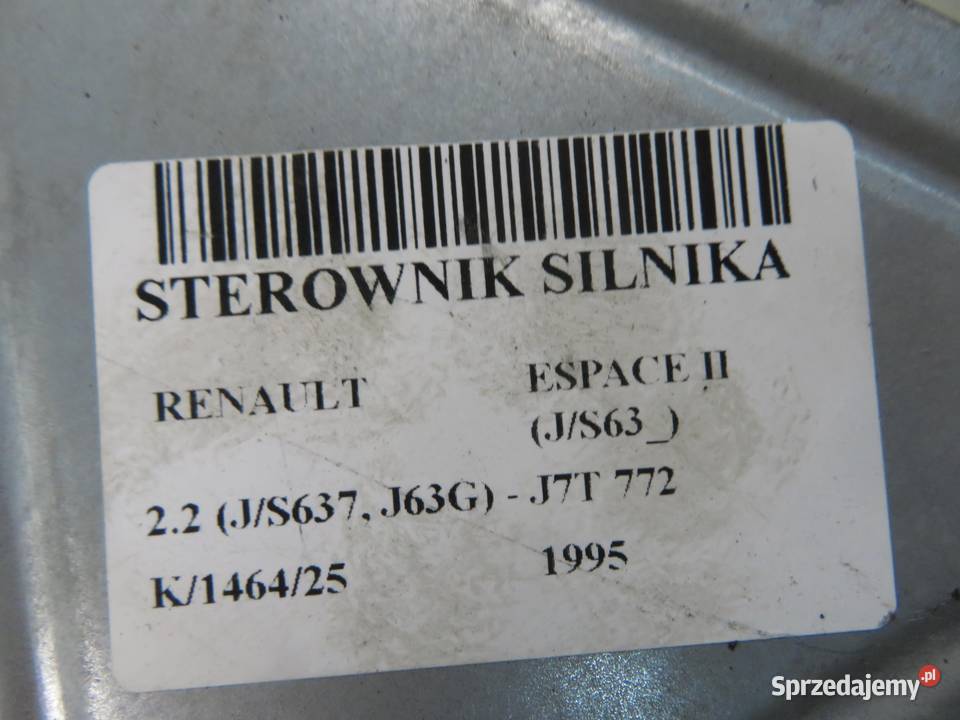 STEROWNIK SILNIKA
RENAULT ESPACE II
(J/S63_)
2.2 (J/S637, J63G) - J7T 772
K/1464/25 1995
Sprzedajemy.pl